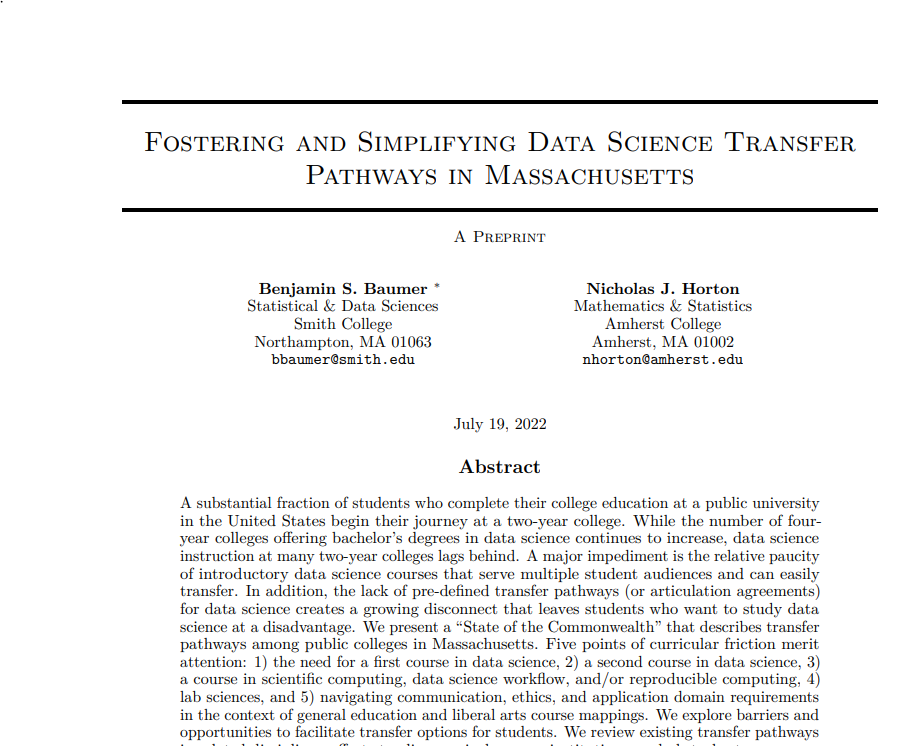 Fostering and Simplifying Data Science Transfer
Pathways in Massachusetts
A Preprint
Benjamin S. Baumer *
Statistical & Data Sciences
Smith College
Northampton, MA 01063
bbaumer@smith.edu
Nicholas J. Horton
Mathematics & Statistics
Amherst College
Amherst, MA 01002
nhorton@amherst.edu
July 19, 2022
Abstract
A substantial fraction of students who complete their college education at a public university
in the United States begin their journey at a two-year college. While the number of four-
year colleges offering bachelor's degrees in data science continues to increase, data science
instruction at many two-year colleges lags behind. A major impediment is the relative paucity
of introductory data science courses that serve multiple student audiences and can easily
transfer. In addition, the lack of pre-defined transfer pathways (or articulation agreements)
for data science creates a growing disconnect that leaves students who want to study data
science at a disadvantage. We present a “State of the Commonwealth” that describes transfer
pathways among public colleges in Massachusetts. Five points of curricular friction merit
attention: 1) the need for a first course in data science, 2) a second course in data science, 3)
a course in scientific computing, data science workflow, and/or reproducible computing, 4)
lab sciences, and 5) navigating communication, ethics, and application domain requirements
in the context of general education and liberal arts course mappings. We explore barriers and
opportunities to facilitate transfer options for students. We review existing transfer pathways